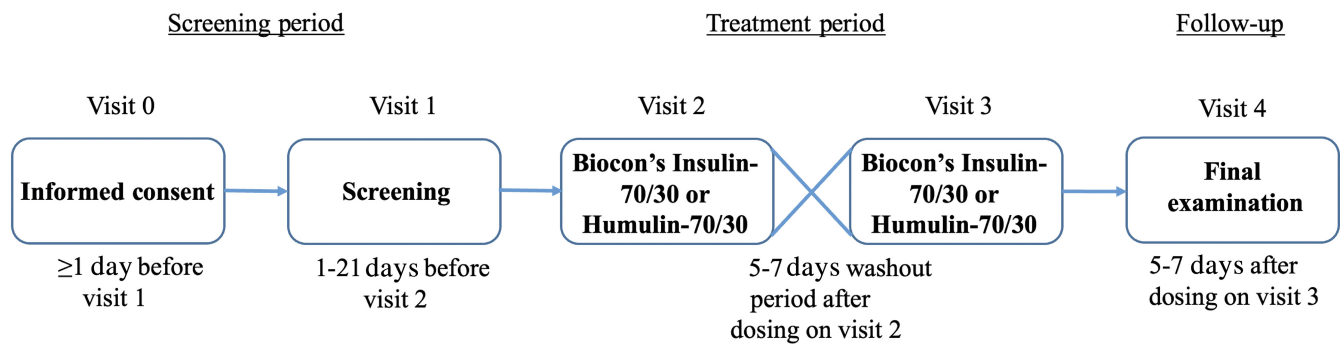 Screening period
Treatment period
Follow-up
Visit 0
Visit 1
Visit 2
Visit 3
Visit 4
Informed consent
Screening
Biocon's Insulin-
70/30 or
Humulin-70/30
Biocon's Insulin-
70/30 or
Humulin-70/30
Final
examination
≥1 day before
visit 1
1-21 days before
visit 2
5-7 days washout
period after
dosing on visit 2
5-7 days after
dosing on visit 3